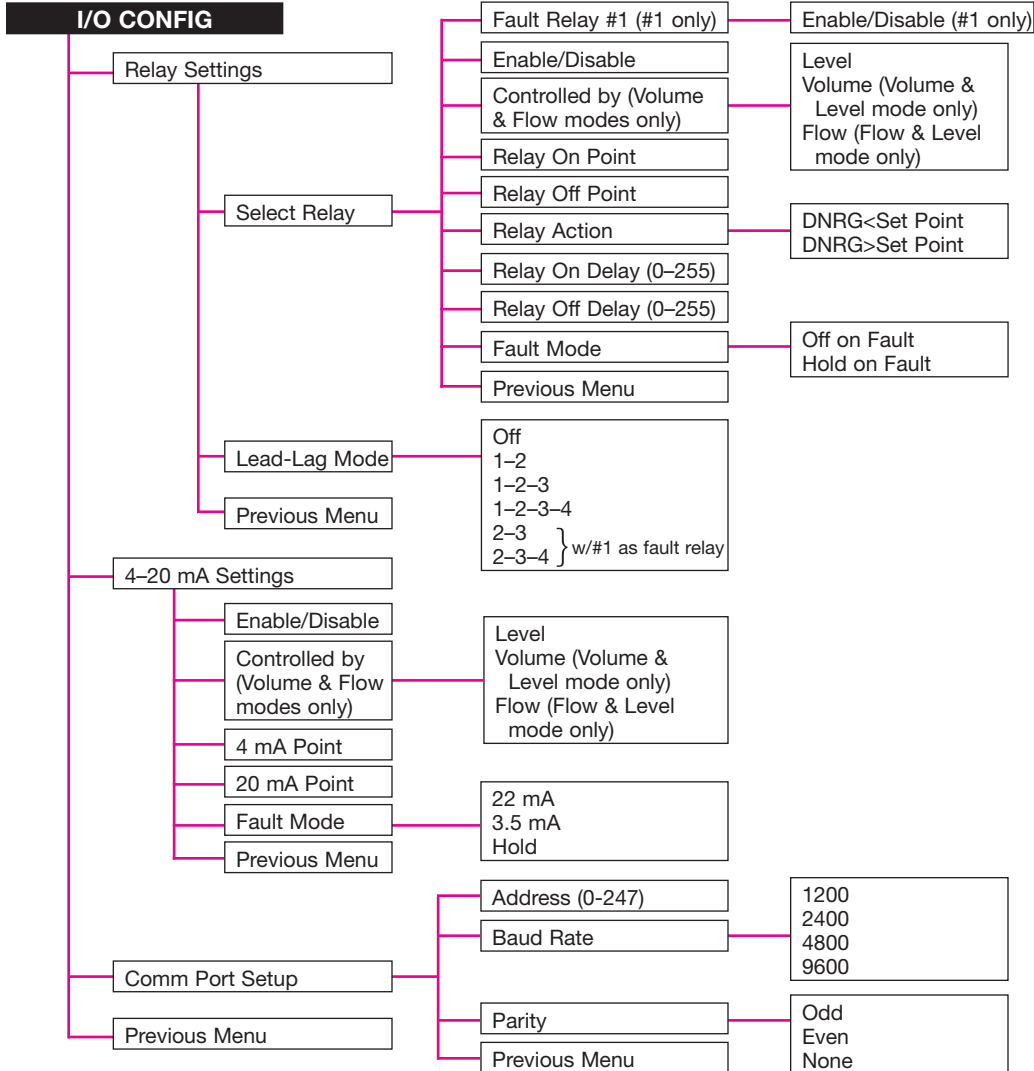 I/O CONFIG
Relay Settings
Select Relay
Fault Relay #1 (#1 only)
Enable/Disable (#1 only)
Enable/Disable
Controlled by (Volume
& Flow modes only)
Level
Volume (Volume &
Level mode only)
Flow (Flow & Level
mode only)
Relay On Point
Relay Off Point
Relay Action
DNRG<Set Point
DNRG>Set Point
Relay On Delay (0–255)
Relay Off Delay (0–255)
Fault Mode
Off on Fault
Hold on Fault
Previous Menu
Lead-Lag Mode
Off
1–2
1–2–3
1–2–3–4
2–3
2–3–4 } w/#1 as fault relay
Previous Menu
4–20 mA Settings
Enable/Disable
Controlled by
(Volume & Flow
modes only)
Level
Volume (Volume &
Level mode only)
Flow (Flow & Level
mode only)
4 mA Point
20 mA Point
Fault Mode
22 mA
3.5 mA
Hold
Previous Menu
Comm Port Setup
Address (0-247)
Baud Rate
1200
2400
4800
9600
Parity
Odd
Even
None
Previous Menu
Previous Menu